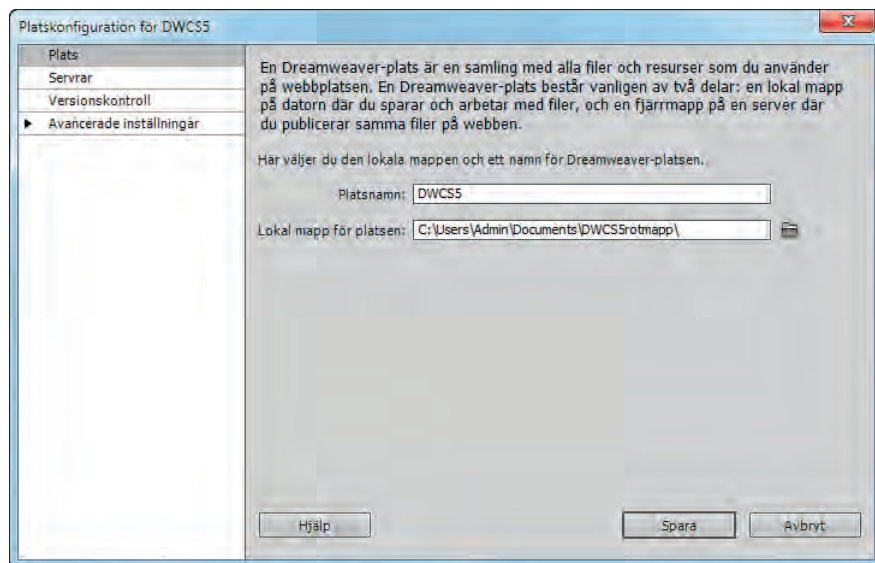 Platskonfiguration för DWCS5
Plats
Servrar
Versionskontroll
Avancerade inställningar
En Dreamweaver-plats är en samling med alla filer och resurser som du använder
på webbplatsen. En Dreamweaver-plats består vanligen av två delar: en lokal mapp
på datorn där du sparar och arbetar med filer, och en fjärrmapp på en server där
du publicerar samma filer på webben.
Här väljer du den lokala mappen och ett namn för Dreamweaver-platsen.
Platsnamn: DWCS5
Lokal mapp för platsen: C:\Users\Admin\Documents\DWCS5rotmapp\
Hjälp Spara Avbryt